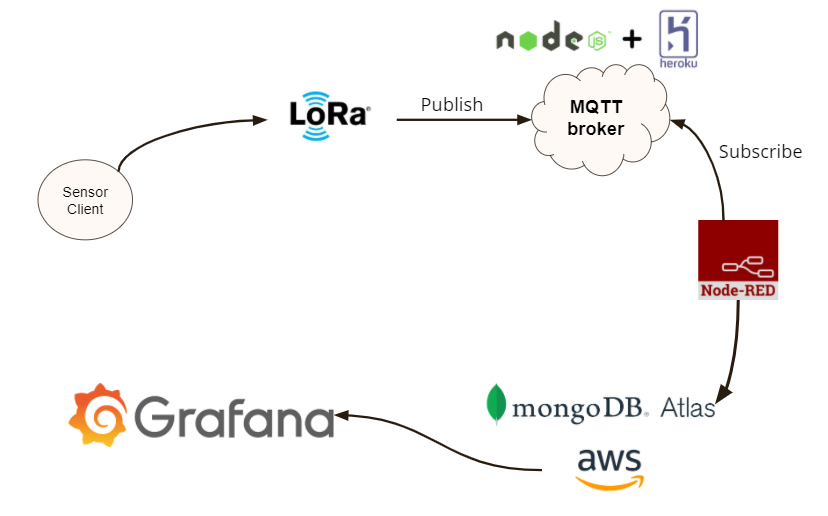 node JS + heroku
LoRa®
Publish
MQTT
broker
Subscribe
Sensor
Client
Node-RED
mongoDB® Atlas
Grafana
aws